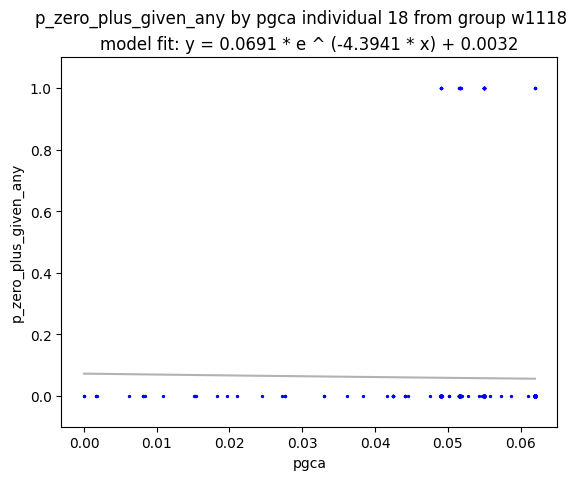 p_zero_plus_given_any by pgca individual 18 from group w1118
model fit: y = 0.0691 * e ^ (-4.3941 * x) + 0.0032
1.0
0.8
0.6
0.4
0.2
0.0
p_zero_plus_given_any
0.00 0.01 0.02 0.03 0.04 0.05 0.06
pgca